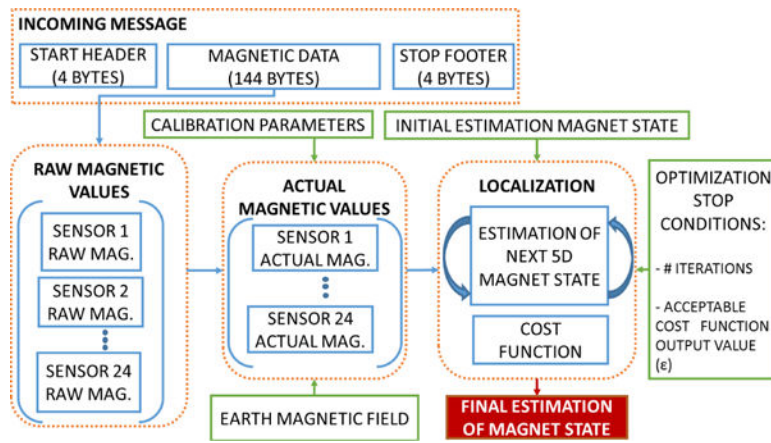 INCOMING MESSAGE
START HEADER
(4 BYTES)
MAGNETIC DATA
(144 BYTES)
STOP FOOTER
(4 BYTES)
CALIBRATION PARAMETERS
INITIAL ESTIMATION MAGNET STATE
RAW MAGNETIC
VALUES
SENSOR 1
RAW MAG.
SENSOR 2
RAW MAG.
SENSOR 24
RAW MAG.
ACTUAL
MAGNETIC VALUES
SENSOR 1
ACTUAL MAG.
SENSOR 24
ACTUAL MAG.
LOCALIZATION
ESTIMATION OF
NEXT 5D
MAGNET STATE
COST
FUNCTION
OPTIMIZATION
STOP
CONDITIONS:
- # ITERATIONS
- ACCEPTABLE
COST FUNCTION
OUTPUT VALUE
(ε)
EARTH MAGNETIC FIELD
FINAL ESTIMATION
OF MAGNET STATE